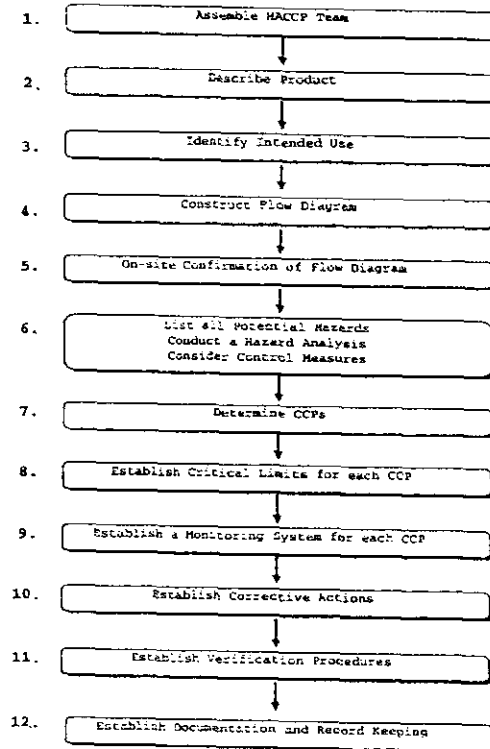 1. Assemble HACCP Team
2. Describe Product
3. Identify Intended Use
4. Construct Flow Diagram
5. On-site Confirmation of Flow Diagram
6. List all Potential Hazards
Conduct a Hazard Analysis
Consider Control Measures
7. Determine CCPs
8. Establish Critical Limits for each CCP
9. Establish a Monitoring System for each CCP
10. Establish Corrective Actions
11. Establish Verification Procedures
12. Establish Documentation and Record Keeping